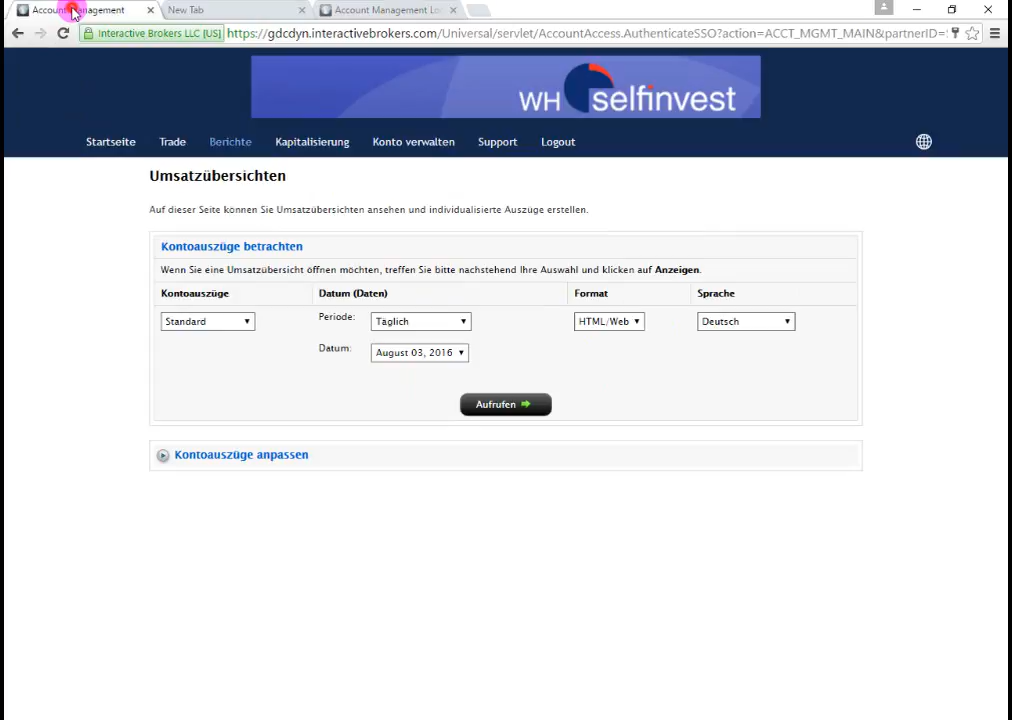 Account Management
New Tab
Account Management Lo
Interactive Brokers LLC [US]
https://gdcdyn.interactivebrokers.com/Universal/servlet/AccountAccess.AuthenticateSSO?action=ACCT_MGMT_MAIN&partnerID=
WH selfinvest
Startseite Trade Berichte Kapitalisierung Konto verwalten Support Logout
Umsatzübersichten
Auf dieser Seite können Sie Umsatzübersichten ansehen und individualisierte Auszüge erstellen.
Kontoauszüge betrachten
Wenn Sie eine Umsatzübersicht öffnen möchten, treffen Sie bitte nachstehend Ihre Auswahl und klicken auf Anzeigen.
Kontoauszüge Datum (Daten) Format Sprache
Standard Periode: Täglich HTML/Web Deutsch
Datum: August 03, 2016
Aufrufen
Kontoauszüge anpassen